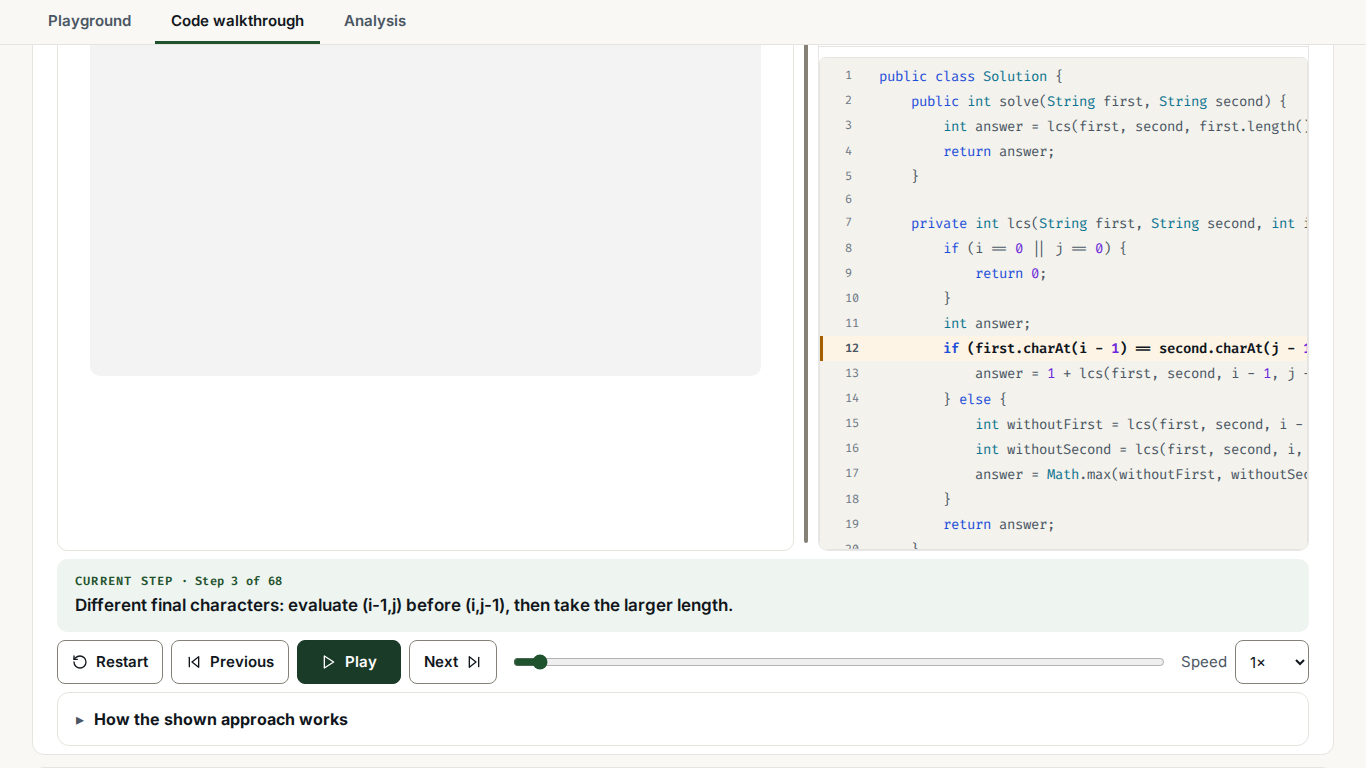 Playground Code walkthrough Analysis
1 public class Solution {
2 public int solve(String first, String second) {
3 int answer = lcs(first, second, first.length()
4 return answer;
5 }
6
7 private int lcs(String first, String second, int i
8 if (i == 0 || j == 0) {
9 return 0;
10 }
11 int answer;
12 if (first.charAt(i - 1) == second.charAt(j - 1
13 answer = 1 + lcs(first, second, i - 1, j -
14 } else {
15 int withoutFirst = lcs(first, second, i -
16 int withoutSecond = lcs(first, second, i,
17 answer = Math.max(withoutFirst, withoutSec
18 }
19 return answer;
20 }
CURRENT STEP · Step 3 of 68
Different final characters: evaluate (i-1,j) before (i,j-1), then take the larger length.
Restart Previous Play Next Speed 1×
▸ How the shown approach works